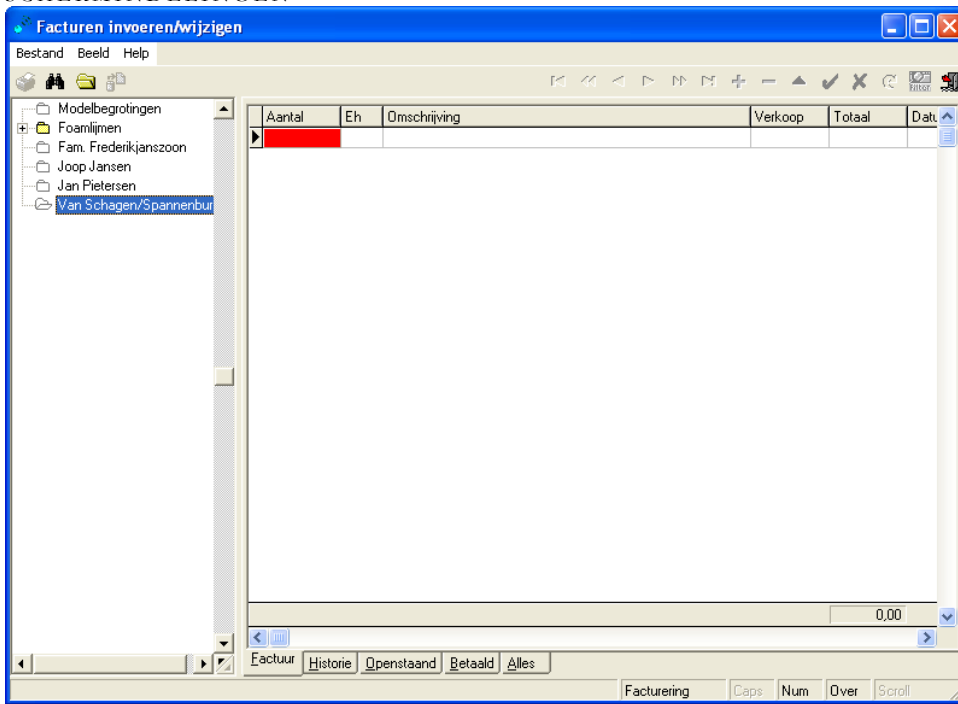 Facturen invoeren/wijzigen
Bestand Beeld Help
Filter
Modelbegrotingen
Foamlijmen
Fam. Frederikjanszoon
Joop Jansen
Jan Pietersen
Van Schagen/Spannenbur
Aantal Eh Omschrijving Verkoop Totaal Datu
0,00
Factuur Historie Openstaand Betaald Alles
Facturering Caps Num Over Scroll